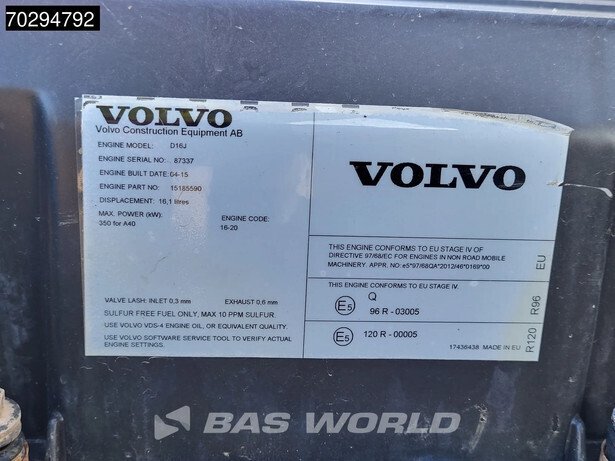 70294792
VOLVO
Volvo Construction Equipment AB
ENGINE MODEL: D16J
ENGINE SERIAL NO: 87337
ENGINE BUILT DATE 04-15
ENGINE PART NO: 15165590
DISPLACEMENT: 16,1 litres
MAX. POWER (kW): ENGINE CODE:
350 for A40 16-20
VALVE LASH: INLET 0,3 mm EXHAUST 0,6 mm
SULFUR FREE FUEL ONLY, MAX 10 PPM SULFUR.
USE VOLVO VDS-4 ENGINE OIL, OR EQUIVALENT QUALITY.
USE VOLVO SOFTWARE SERVICE TOOL TO VERIFY ACTUAL
ENGINE SETTINGS.
VOLVO
THIS ENGINE CONFORMS TO EU STAGE IV OF
DIRECTIVE 97/68/EC FOR ENGINES IN NON ROAD MOBILE
MACHINERY. APPR. NO: e5*97/68QA*2012/46*0169*00
EU
THIS ENGINE CONFORMS TO EU STAGE IV.
Q
E5 96 R - 03005
R96
E5 120 R - 00005
R120
17436438 MADE IN EU
BAS WORLD